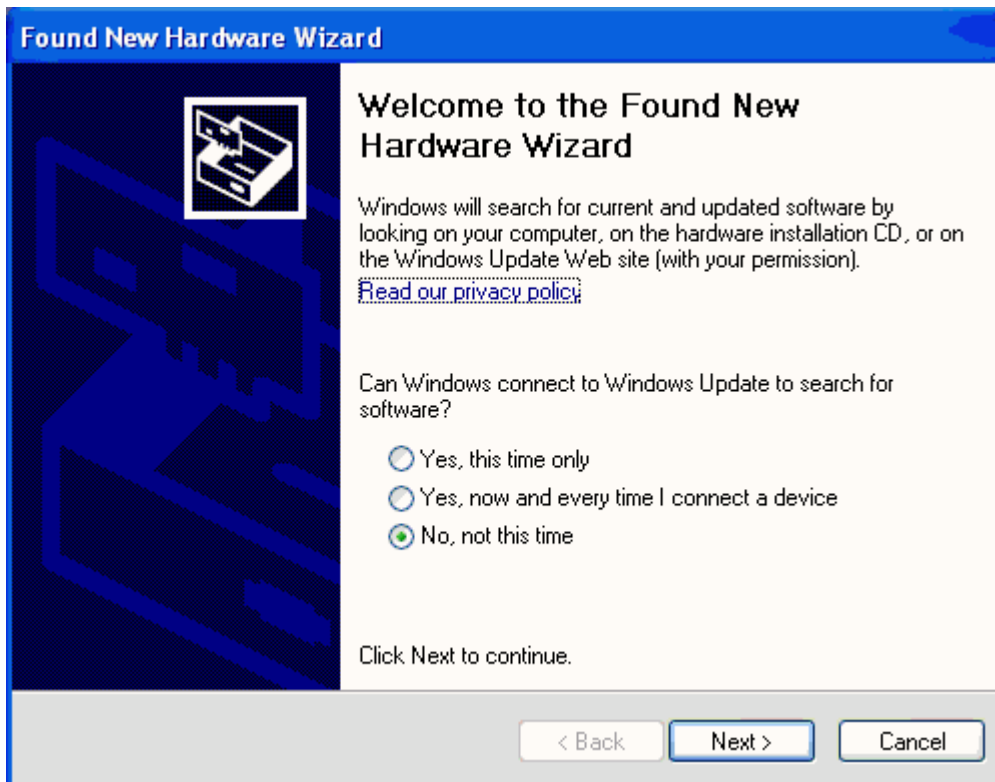 Found New Hardware Wizard
Welcome to the Found New
Hardware Wizard
Windows will search for current and updated software by
looking on your computer, on the hardware installation CD, or on
the Windows Update Web site (with your permission).
Read our privacy policy
Can Windows connect to Windows Update to search for
software?
Yes, this time only
Yes, now and every time I connect a device
No, not this time
Click Next to continue.
< Back Next > Cancel